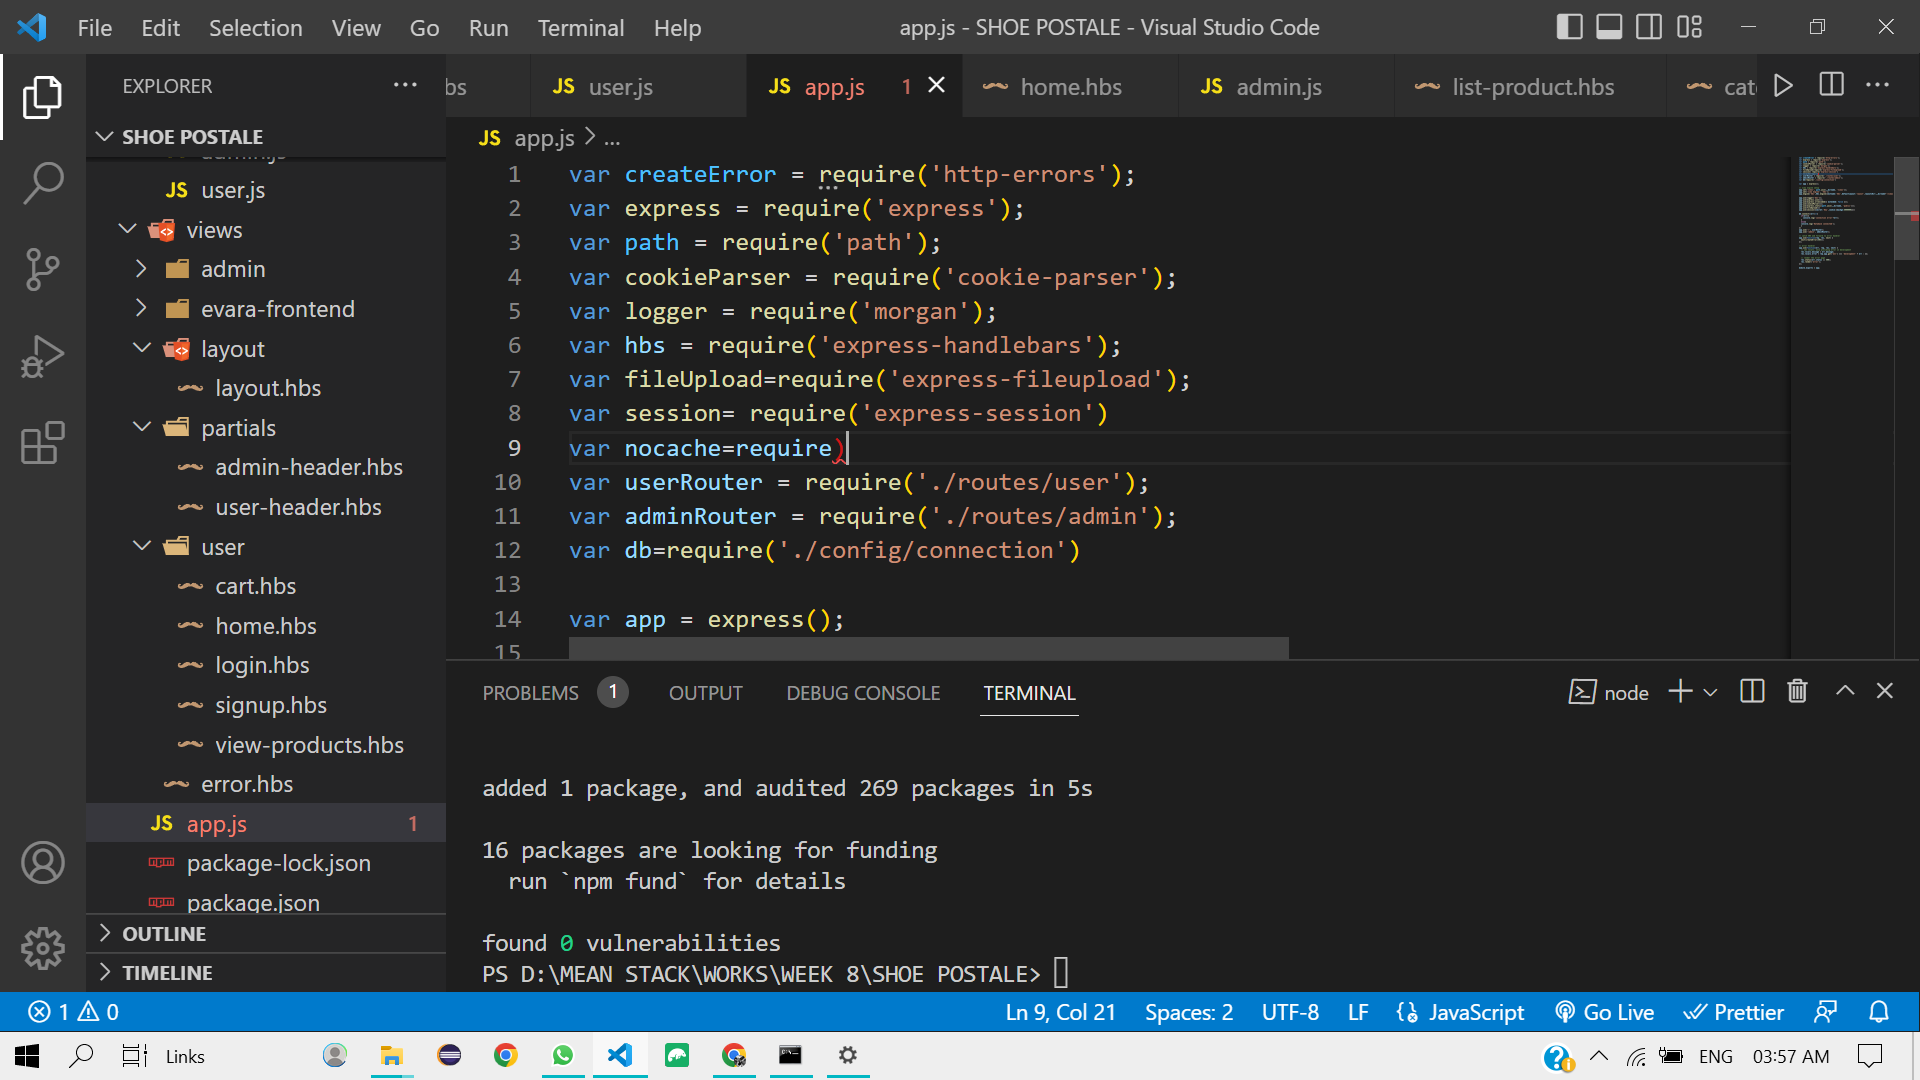 File Edit Selection View Go Run Terminal Help
app.js - SHOE POSTALE - Visual Studio Code
EXPLORER
bs
JS user.js
JS app.js 1
home.hbs
JS admin.js
list-product.hbs
cate
SHOE POSTALE
JS app.js > ...
admin.js
JS user.js
views
admin
evara-frontend
layout
layout.hbs
partials
admin-header.hbs
user-header.hbs
user
cart.hbs
home.hbs
login.hbs
signup.hbs
view-products.hbs
error.hbs
JS app.js 1
package-lock.json
package.json
OUTLINE
TIMELINE
1 var createError = require('http-errors');
2 var express = require('express');
3 var path = require('path');
4 var cookieParser = require('cookie-parser');
5 var logger = require('morgan');
6 var hbs = require('express-handlebars');
7 var fileUpload=require('express-fileupload');
8 var session= require('express-session')
9 var nocache=require)
10 var userRouter = require('./routes/user');
11 var adminRouter = require('./routes/admin');
12 var db=require('./config/connection')
13
14 var app = express();
15
PROBLEMS 1 OUTPUT DEBUG CONSOLE TERMINAL
node
added 1 package, and audited 269 packages in 5s
16 packages are looking for funding
run `npm fund` for details
found 0 vulnerabilities
PS D:\MEAN STACK\WORKS\WEEK 8\SHOE POSTALE>
1 0
Ln 9, Col 21 Spaces: 2 UTF-8 LF JavaScript Go Live Prettier
Links
ENG 03:57 AM